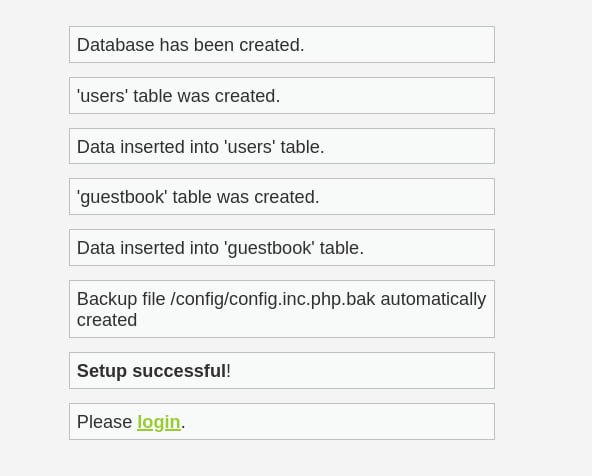 Database has been created.
'users' table was created.
Data inserted into 'users' table.
'guestbook' table was created.
Data inserted into 'guestbook' table.
Backup file /config/config.inc.php.bak automatically
created
Setup successful!
Please login.